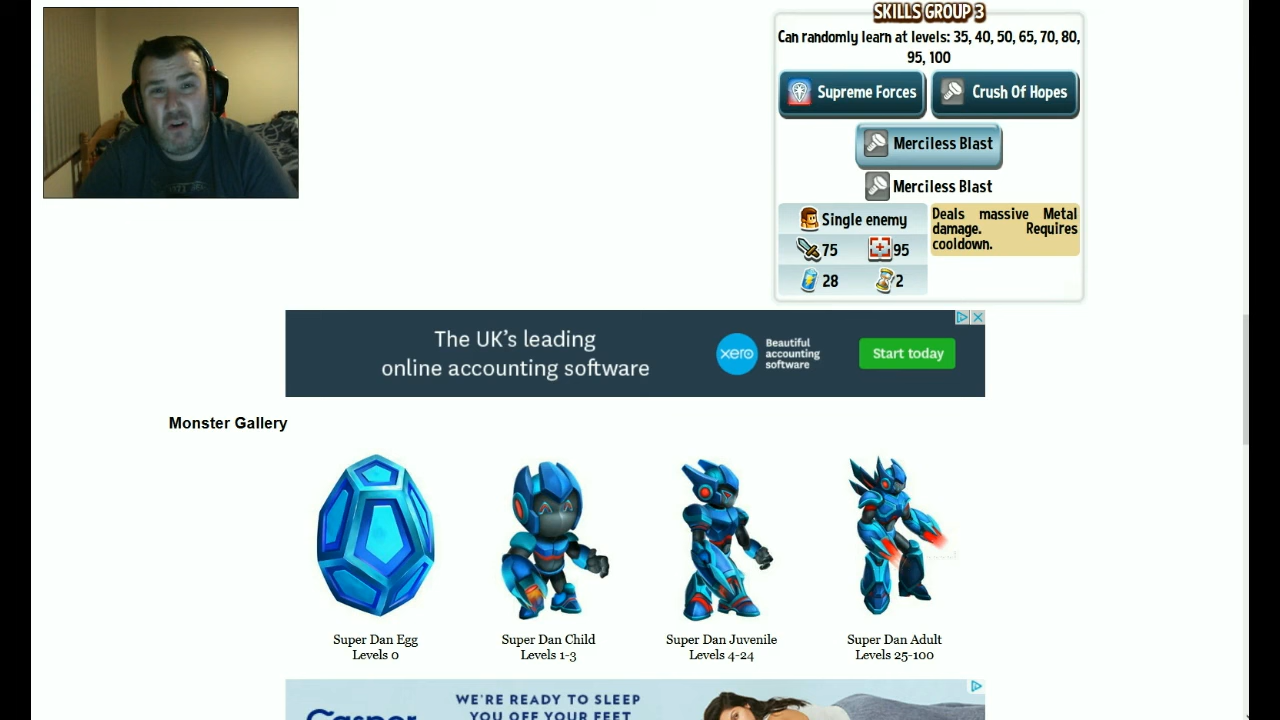 SKILLS GROUP 3
Can randomly learn at levels: 35, 40, 50, 65, 70, 80,
95, 100
Supreme Forces
Crush Of Hopes
Merciless Blast
Merciless Blast
Single enemy
75
95
28
2
Deals massive Metal
damage. Requires
cooldown.
The UK's leading
online accounting software
xero
Beautiful
accounting
software
Start today
Monster Gallery
Super Dan Egg
Levels 0
Super Dan Child
Levels 1-3
Super Dan Juvenile
Levels 4-24
Super Dan Adult
Levels 25-100
Casper
WE'RE READY TO SLEEP
YOU OFF YOUR FEET